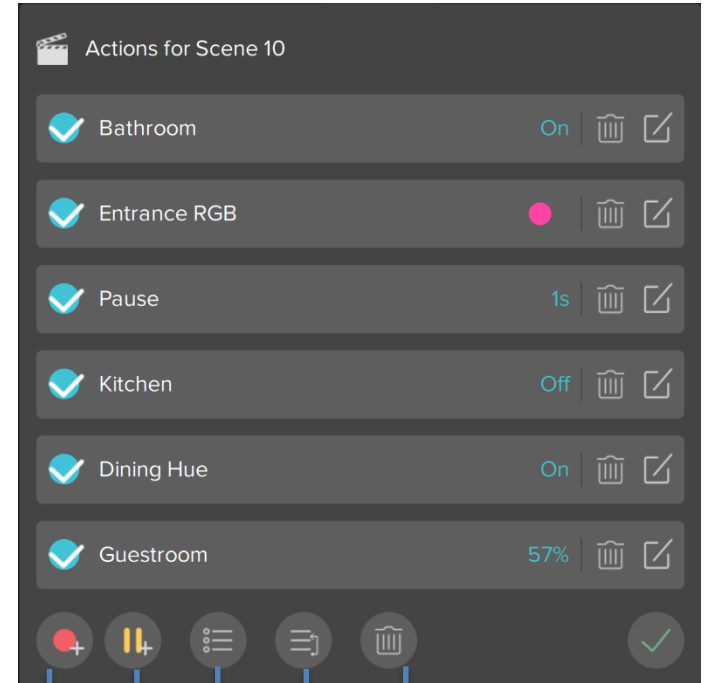 Actions for Scene 10
Bathroom On
Entrance RGB
Pause 1s
Kitchen Off
Dining Hue On
Guestroom 57%